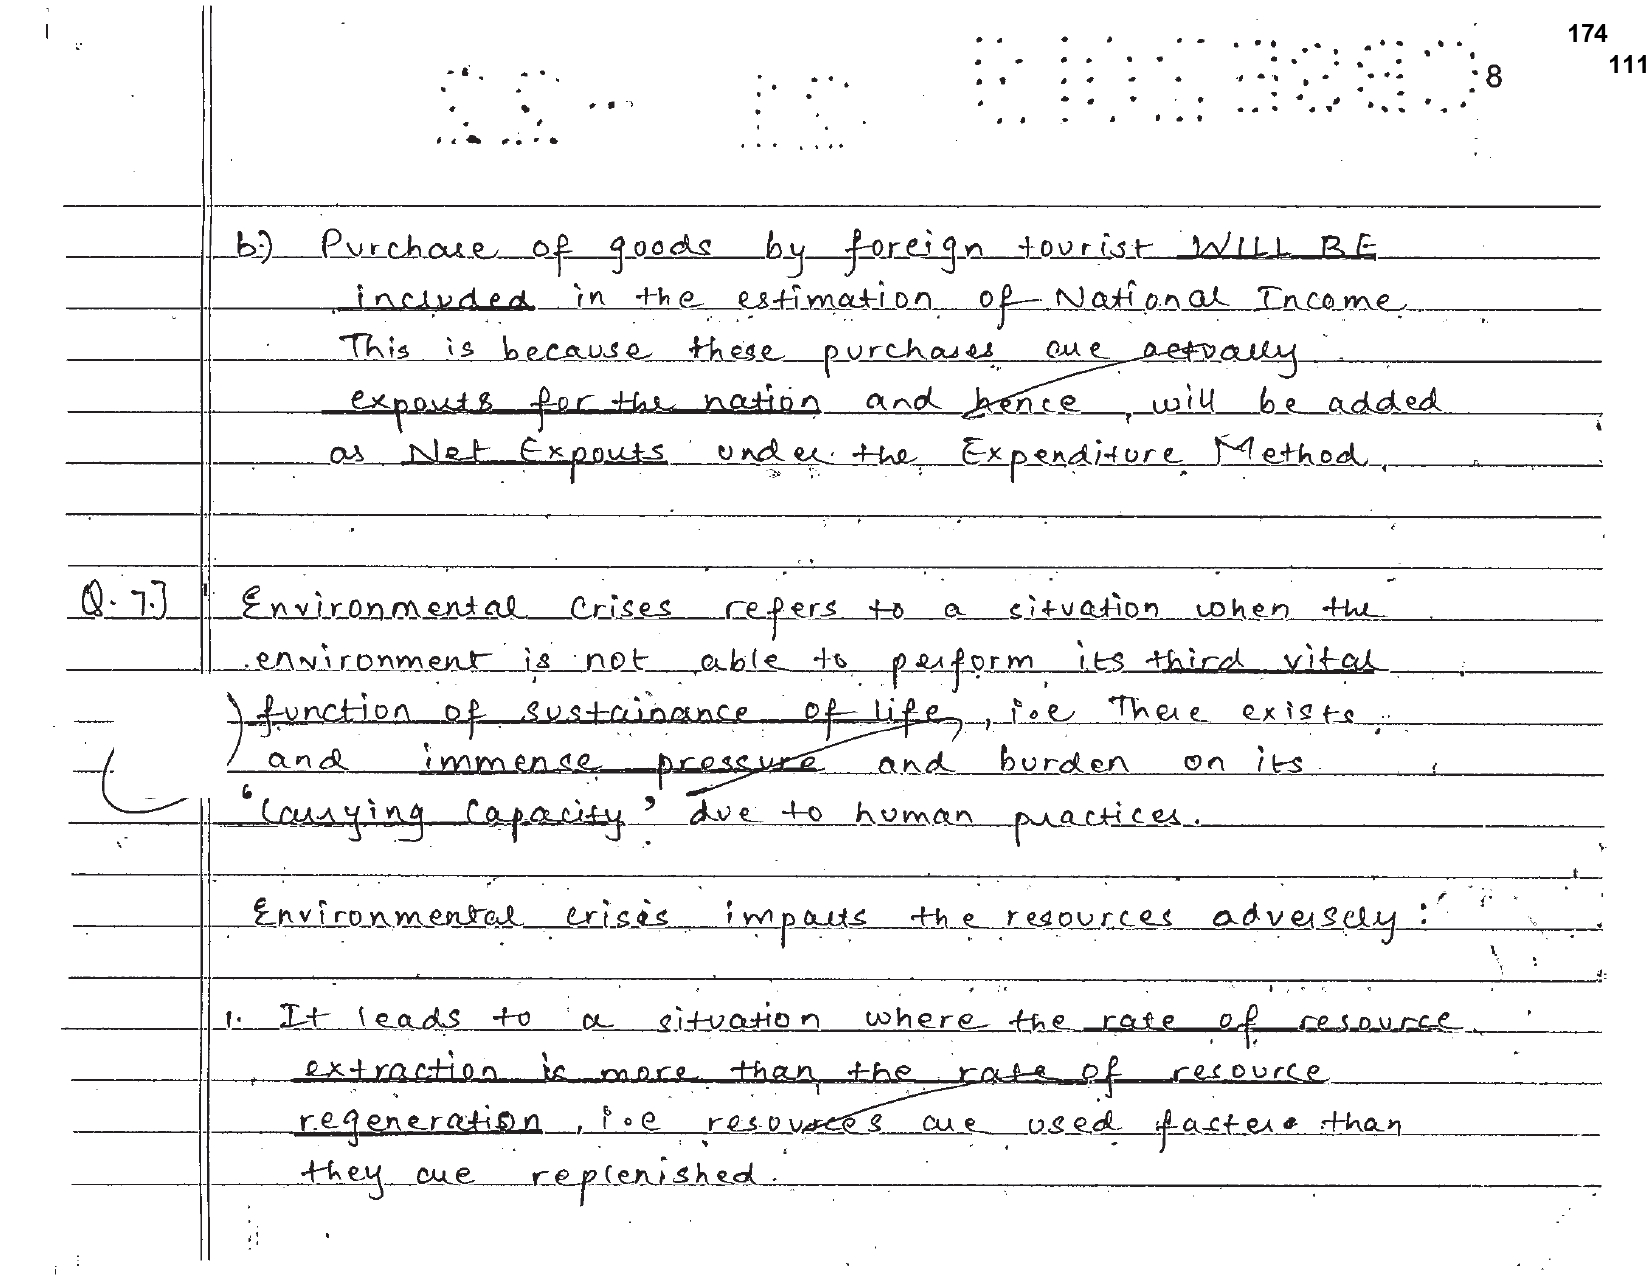 174
111
8
b.) Purchase of goods by foreign tourist WILL BE
included in the estimation of National Income
This is because these purchases are actually
exports for the nation and hence, will be added
as Net Exports under the Expenditure Method.
Q. 7.] Environmental Crises refers to a situation when the
environment is not able to perform its third vital
function of sustainance of life, i.e There exists
and immense pressure and burden on its
'Carrying Capacity' due to human practices.
Environmental crisis impacts the resources adversely:
1. It leads to a situation where the rate of resource
extraction is more than the rate of resource
regeneration, i.e resources are used faster than
they are replenished.